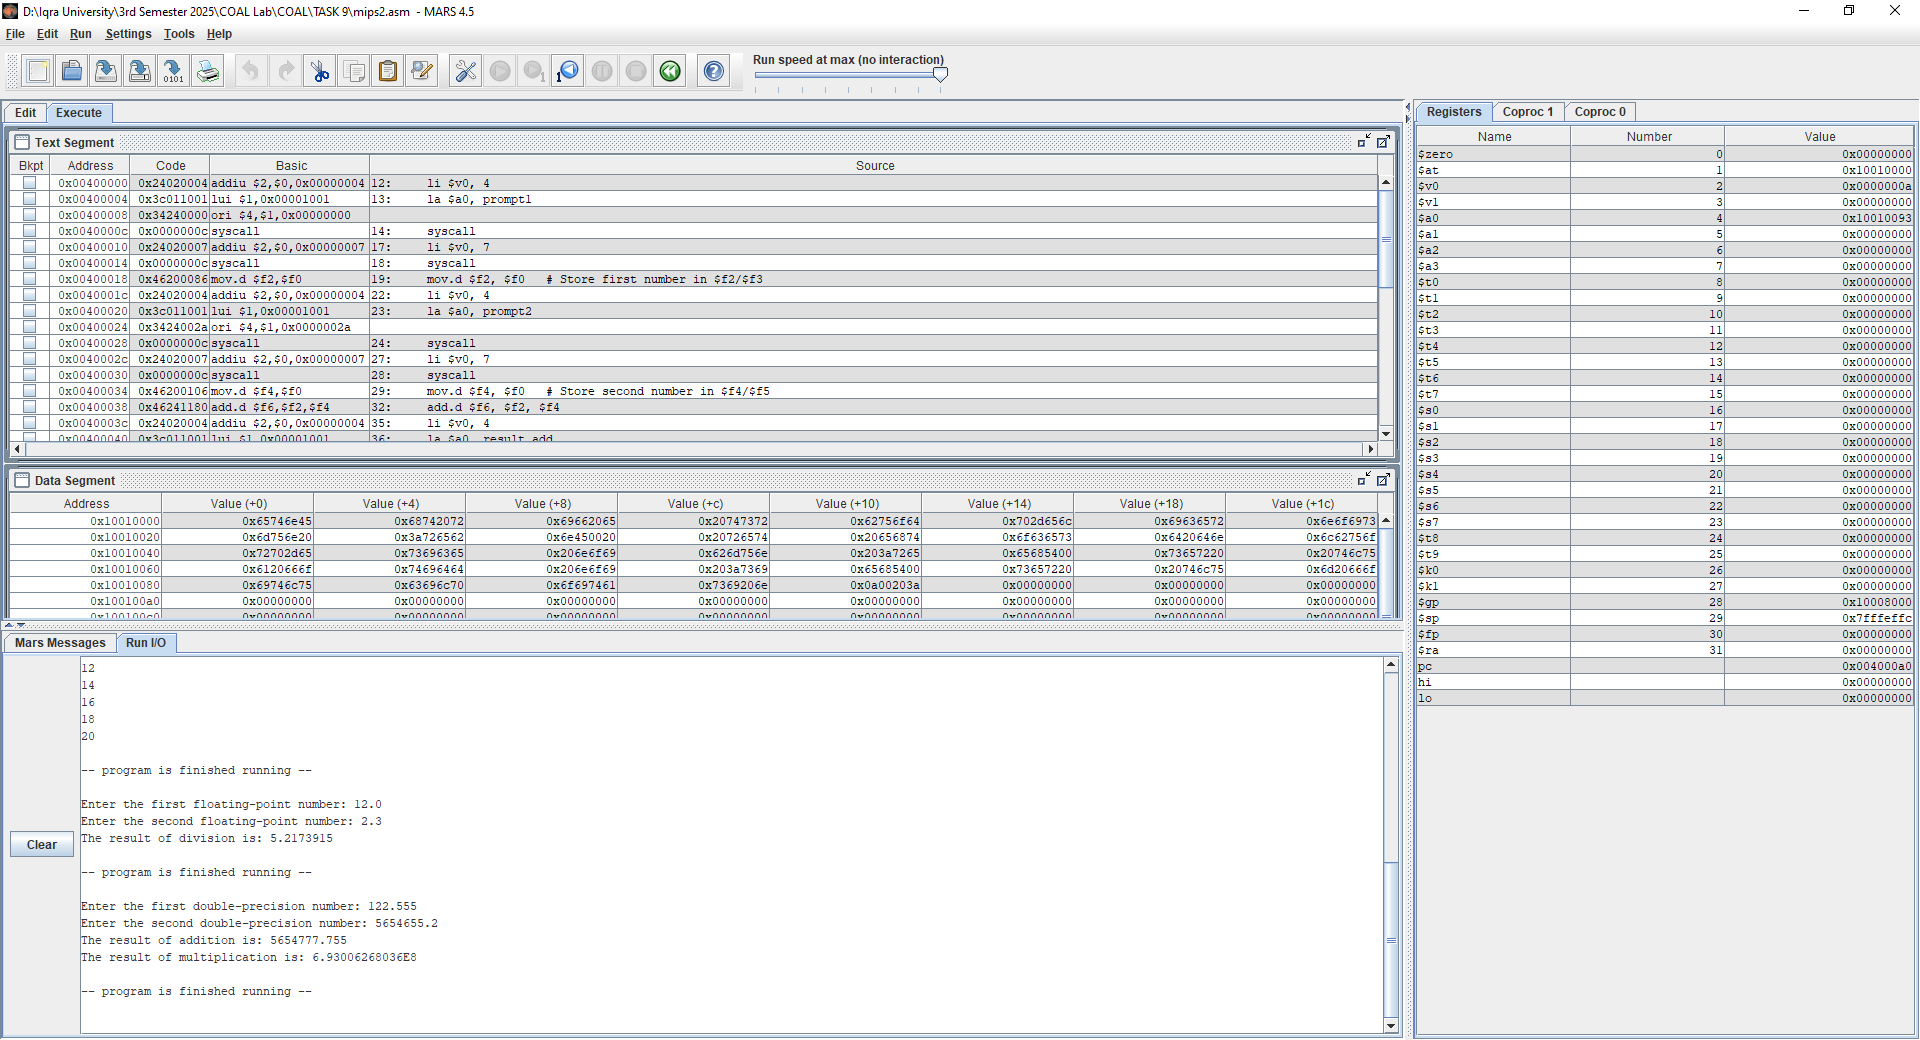 D:\Iqra University\3rd Semester 2025\COAL Lab\COAL\TASK 9\mips2.asm - MARS 4.5
File Edit Run Settings Tools Help
Run speed at max (no interaction)
Edit Execute
Text Segment
Bkpt Address Code Basic Source
0x00400000 0x24020004 addiu $2,$0,0x00000004 12: li $v0, 4
0x00400004 0x3c011001 lui $1,0x00001001 13: la $a0, prompt1
0x00400008 0x34240000 ori $4,$1,0x00000000
0x0040000c 0x0000000c syscall 14: syscall
0x00400010 0x24020007 addiu $2,$0,0x00000007 17: li $v0, 7
0x00400014 0x0000000c syscall 18: syscall
0x00400018 0x46200086 mov.d $f2,$f0 19: mov.d $f2, $f0 # Store first number in $f2/$f3
0x0040001c 0x24020004 addiu $2,$0,0x00000004 22: li $v0, 4
0x00400020 0x3c011001 lui $1,0x00001001 23: la $a0, prompt2
0x00400024 0x3424002a ori $4,$1,0x0000002a
0x00400028 0x0000000c syscall 24: syscall
0x0040002c 0x24020007 addiu $2,$0,0x00000007 27: li $v0, 7
0x00400030 0x0000000c syscall 28: syscall
0x00400034 0x46200106 mov.d $f4,$f0 29: mov.d $f4, $f0 # Store second number in $f4/$f5
0x00400038 0x46241180 add.d $f6,$f2,$f4 32: add.d $f6, $f2, $f4
0x0040003c 0x24020004 addiu $2,$0,0x00000004 35: li $v0, 4
0x00400040 0x3c011001 lui $1,0x00001001 36: la $a0, result_add
Data Segment
Address Value (+0) Value (+4) Value (+8) Value (+c) Value (+10) Value (+14) Value (+18) Value (+1c)
0x10010000 0x65746e45 0x68742072 0x69662065 0x20747372 0x62756f64 0x702d656c 0x69636572 0x6e6f6973
0x10010020 0x6d756e20 0x3a726562 0x6e450020 0x20726574 0x20656874 0x6f636573 0x6420646e 0x6c62756f
0x10010040 0x72702d65 0x73696365 0x206e6f69 0x626d756e 0x203a7265 0x65685400 0x73657220 0x20746c75
0x10010060 0x6120666f 0x74696464 0x206e6f69 0x203a7369 0x65685400 0x73657220 0x20746c75 0x6d20666f
0x10010080 0x69746c75 0x63696c70 0x6f697461 0x7369206e 0x0a00203a 0x00000000 0x00000000 0x00000000
0x100100a0 0x00000000 0x00000000 0x00000000 0x00000000 0x00000000 0x00000000 0x00000000 0x00000000
0x100100c0 0x00000000 0x00000000 0x00000000 0x00000000 0x00000000 0x00000000 0x00000000 0x00000000
Mars Messages Run I/O
Clear
12
14
16
18
20
-- program is finished running --
Enter the first floating-point number: 12.0
Enter the second floating-point number: 2.3
The result of division is: 5.2173915
-- program is finished running --
Enter the first double-precision number: 122.555
Enter the second double-precision number: 5654655.2
The result of addition is: 5654777.755
The result of multiplication is: 6.93006268036E8
-- program is finished running --
Registers Coproc 1 Coproc 0
Name Number Value
$zero 0 0x00000000
$at 1 0x10010000
$v0 2 0x0000000a
$v1 3 0x00000000
$a0 4 0x10010093
$a1 5 0x00000000
$a2 6 0x00000000
$a3 7 0x00000000
$t0 8 0x00000000
$t1 9 0x00000000
$t2 10 0x00000000
$t3 11 0x00000000
$t4 12 0x00000000
$t5 13 0x00000000
$t6 14 0x00000000
$t7 15 0x00000000
$s0 16 0x00000000
$s1 17 0x00000000
$s2 18 0x00000000
$s3 19 0x00000000
$s4 20 0x00000000
$s5 21 0x00000000
$s6 22 0x00000000
$s7 23 0x00000000
$t8 24 0x00000000
$t9 25 0x00000000
$k0 26 0x00000000
$k1 27 0x00000000
$gp 28 0x10008000
$sp 29 0x7fffeffc
$fp 30 0x00000000
$ra 31 0x00000000
pc 0x004000a0
hi 0x00000000
lo 0x00000000